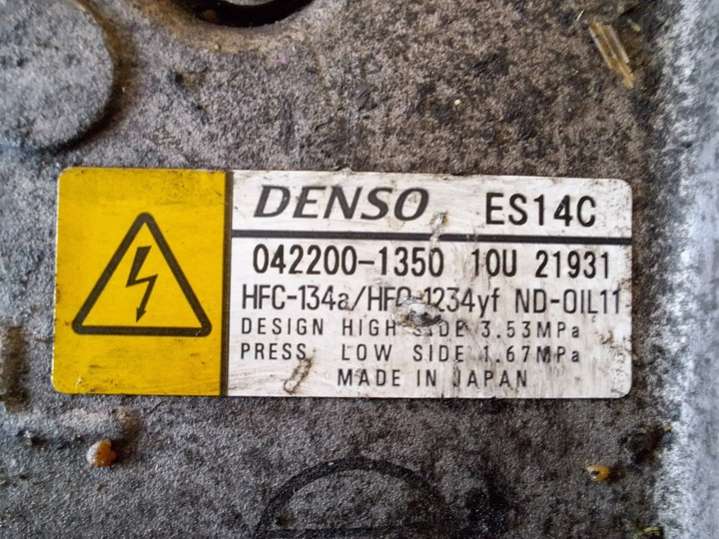 DENSO ES14C
042200-1350 10U 21931
HFC-134a/HFO-1234yf ND-OIL11
DESIGN HIGH SIDE 3.53MPa
PRESS. LOW SIDE 1.67MPa
MADE IN JAPAN